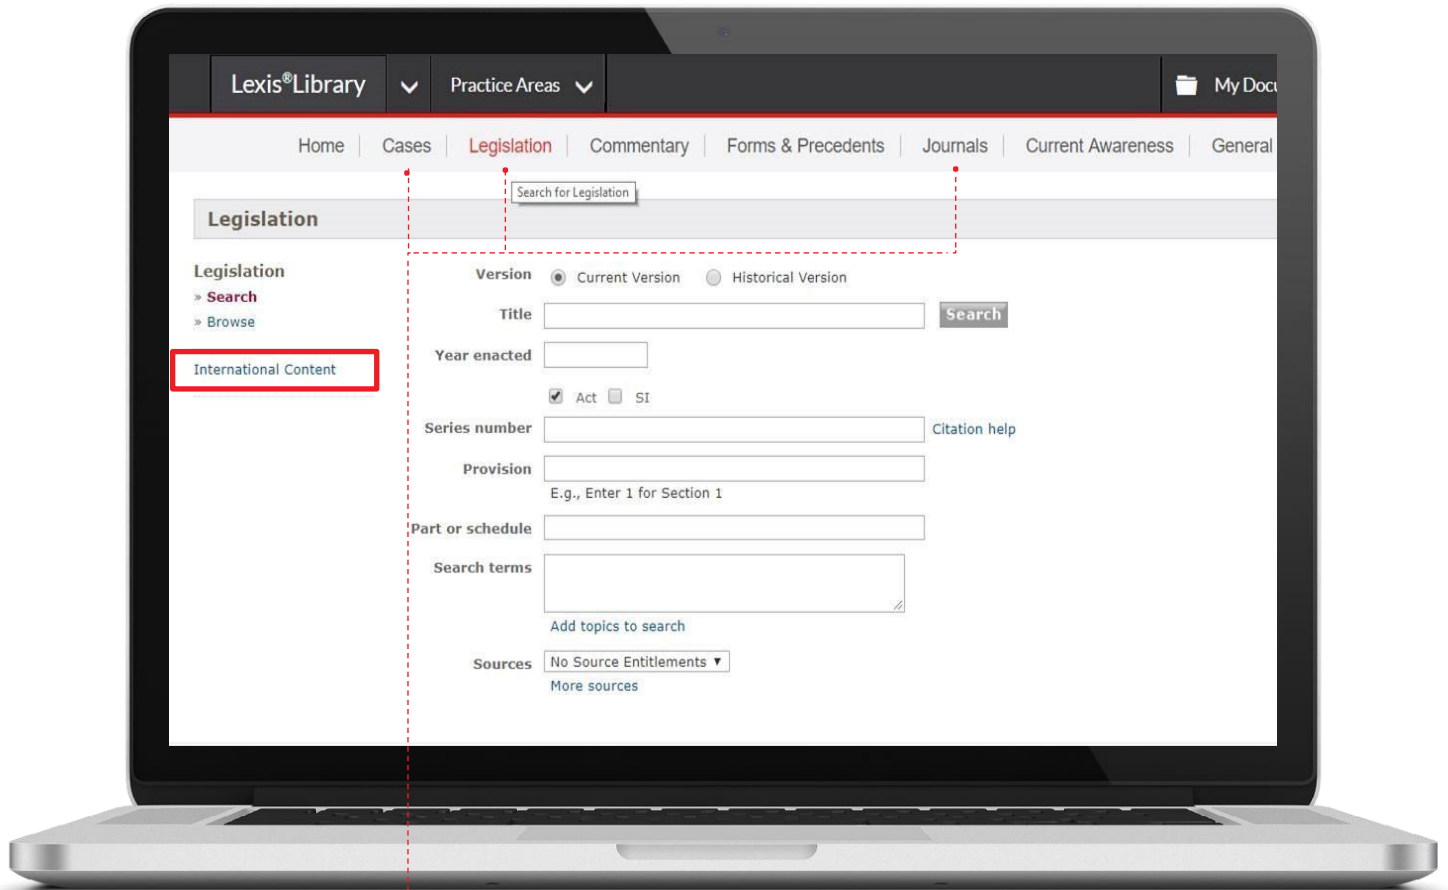 Lexis®Library Practice Areas My Docu
Home Cases Legislation Commentary Forms & Precedents Journals Current Awareness General
Search for Legislation
Legislation
Legislation
» Search
» Browse
International Content
Version Current Version Historical Version
Title Search
Year enacted
Act SI
Series number Citation help
Provision
E.g., Enter 1 for Section 1
Part or schedule
Search terms
Add topics to search
Sources No Source Entitlements ▼
More sources